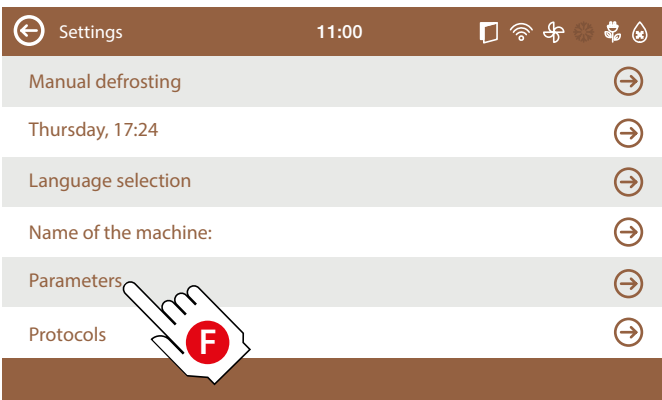 Settings 11:00
Manual defrosting
Thursday, 17:24
Language selection
Name of the machine:
Parameters
Protocols
F